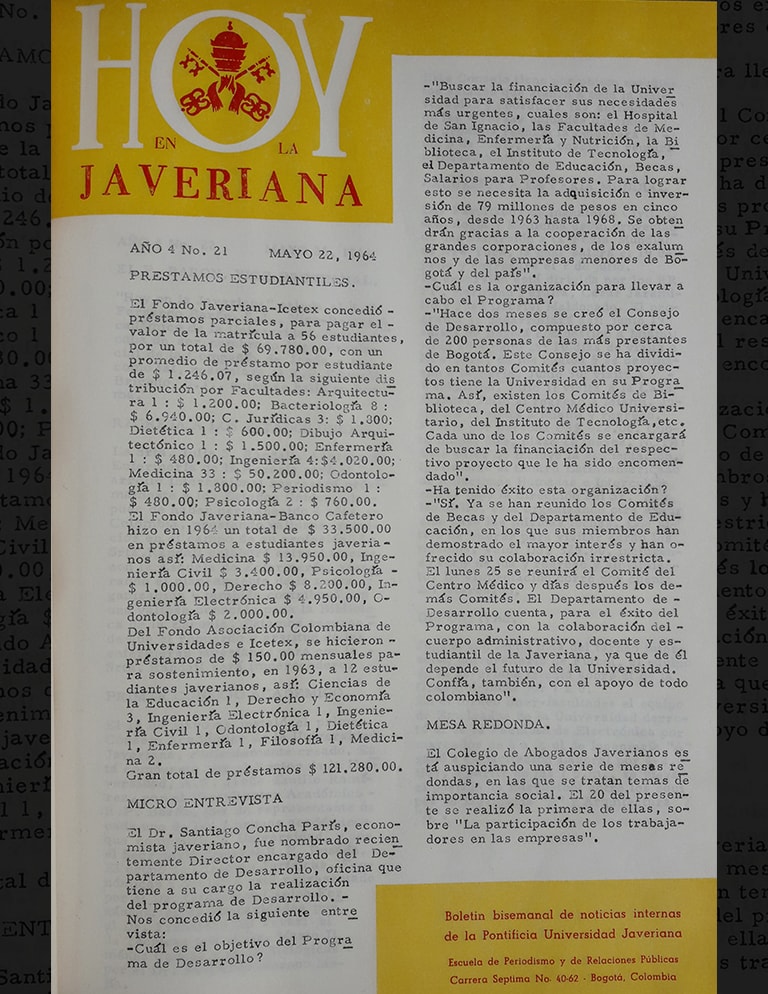 HOY
EN LA
JAVERIANA
AÑO 4 No. 21 MAYO 22, 1964
PRESTAMOS ESTUDIANTILES.
El Fondo Javeriana-Icetex concedió -
préstamos parciales, para pagar el -
valor de la matrícula a 56 estudiantes,
por un total de $ 69.780.00, con un
promedio de préstamo por estudiante
de $ 1.246.07, según la siguiente dis
tribución por Facultades: Arquitectu-
ra 1 : $ 1.200.00; Bacteriología 8 :
$ 6.940.00; C. Jurídicas 3: $ 1.800;
Dietética 1 : $ 600.00; Dibujo Arqui-
tectónico 1 : $ 1.500.00; Enfermería
1 : $ 480.00; Ingeniería 4:$4.020.00;
Medicina 33 : $ 50.200.00; Odontolo-
gía 1 : $ 1.800.00; Periodismo 1 :
$ 480.00; Psicología 2 : $ 760.00.
El Fondo Javeriana-Banco Cafetero
hizo en 1964 un total de $ 33.500.00
en préstamos a estudiantes javeria-
nos así: Medicina $ 13.950.00, Inge-
niería Civil $ 3.400.00, Psicología -
$ 1.000.00, Derecho $ 8.200.00, In-
geniería Electrónica $ 4.950.00, O-
dontología $ 2.000.00.
Del Fondo Asociación Colombiana de
Universidades e Icetex, se hicieron -
préstamos de $ 150.00 mensuales pa-
ra sostenimiento, en 1963, a 12 estu-
diantes javerianos, así: Ciencias de
la Educación 1, Derecho y Economía
3, Ingeniería Electrónica 1, Ingenie-
ría Civil 1, Odontología 1, Dietética
1, Enfermería 1, Filosofía 1, Medici-
na 2.
Gran total de préstamos $ 121.280.00.
MICRO ENTREVISTA
El Dr. Santiago Concha París, econo-
mista javeriano, fue nombrado recien
temente Director encargado del De-
partamento de Desarrollo, oficina que
tiene a su cargo la realización
del programa de Desarrollo. -
Nos concedió la siguiente entre
vista:
-Cuál es el objetivo del Progra
ma de Desarrollo?
-"Buscar la financiación de la Univer
sidad para satisfacer sus necesidades
más urgentes, cuales son: el Hospital
de San Ignacio, las Facultades de Me-
dicina, Enfermería y Nutrición, la Bi
blioteca, el Instituto de Tecnología,
el Departamento de Educación, Becas,
Salarios para Profesores. Para lograr
esto se necesita la adquisición e inver-
sión de 79 millones de pesos en cinco
años, desde 1963 hasta 1968. Se obten
drán gracias a la cooperación de las
grandes corporaciones, de los exalum
nos y de las empresas menores de Bo-
gotá y del país".
-Cuál es la organización para llevar a
cabo el Programa?
-"Hace dos meses se creó el Consejo
de Desarrollo, compuesto por cerca
de 200 personas de las más prestantes
de Bogotá. Este Consejo se ha dividi-
do en tantos Comités cuantos proyec-
tos tiene la Universidad en su Progra
ma. Así, existen los Comités de Bi-
blioteca, del Centro Médico Universi-
tario, del Instituto de Tecnología,etc.
Cada uno de los Comités se encargará
de buscar la financiación del respec-
tivo proyecto que le ha sido encomen-
dado".
-Ha tenido éxito esta organización?
-"Sí. Ya se han reunido los Comités
de Becas y del Departamento de Edu-
cación, en los que sus miembros han
demostrado el mayor interés y han o-
frecido su colaboración irrestricta.
El lunes 25 se reunirá el Comité del
Centro Médico y días después los de-
más Comités. El Departamento de -
Desarrollo cuenta, para el éxito del
Programa, con la colaboración del -
cuerpo administrativo, docente y es-
tudiantil de la Javeriana, ya que de él
depende el futuro de la Universidad.
Confía, también, con el apoyo de todo
colombiano".
MESA REDONDA.
El Colegio de Abogados Javerianos es
tá auspiciando una serie de mesas re
dondas, en las que se tratan temas de
importancia social. El 20 del presen-
te se realizó la primera de ellas, so-
bre "La participación de los trabaja-
dores en las empresas".
Boletin bisemanal de noticias internas
de la Pontificia Universidad Javeriana
Escuela de Periodismo y de Relaciones Públicas
Carrera Septima No. 40-62 - Bogotá, Colombia